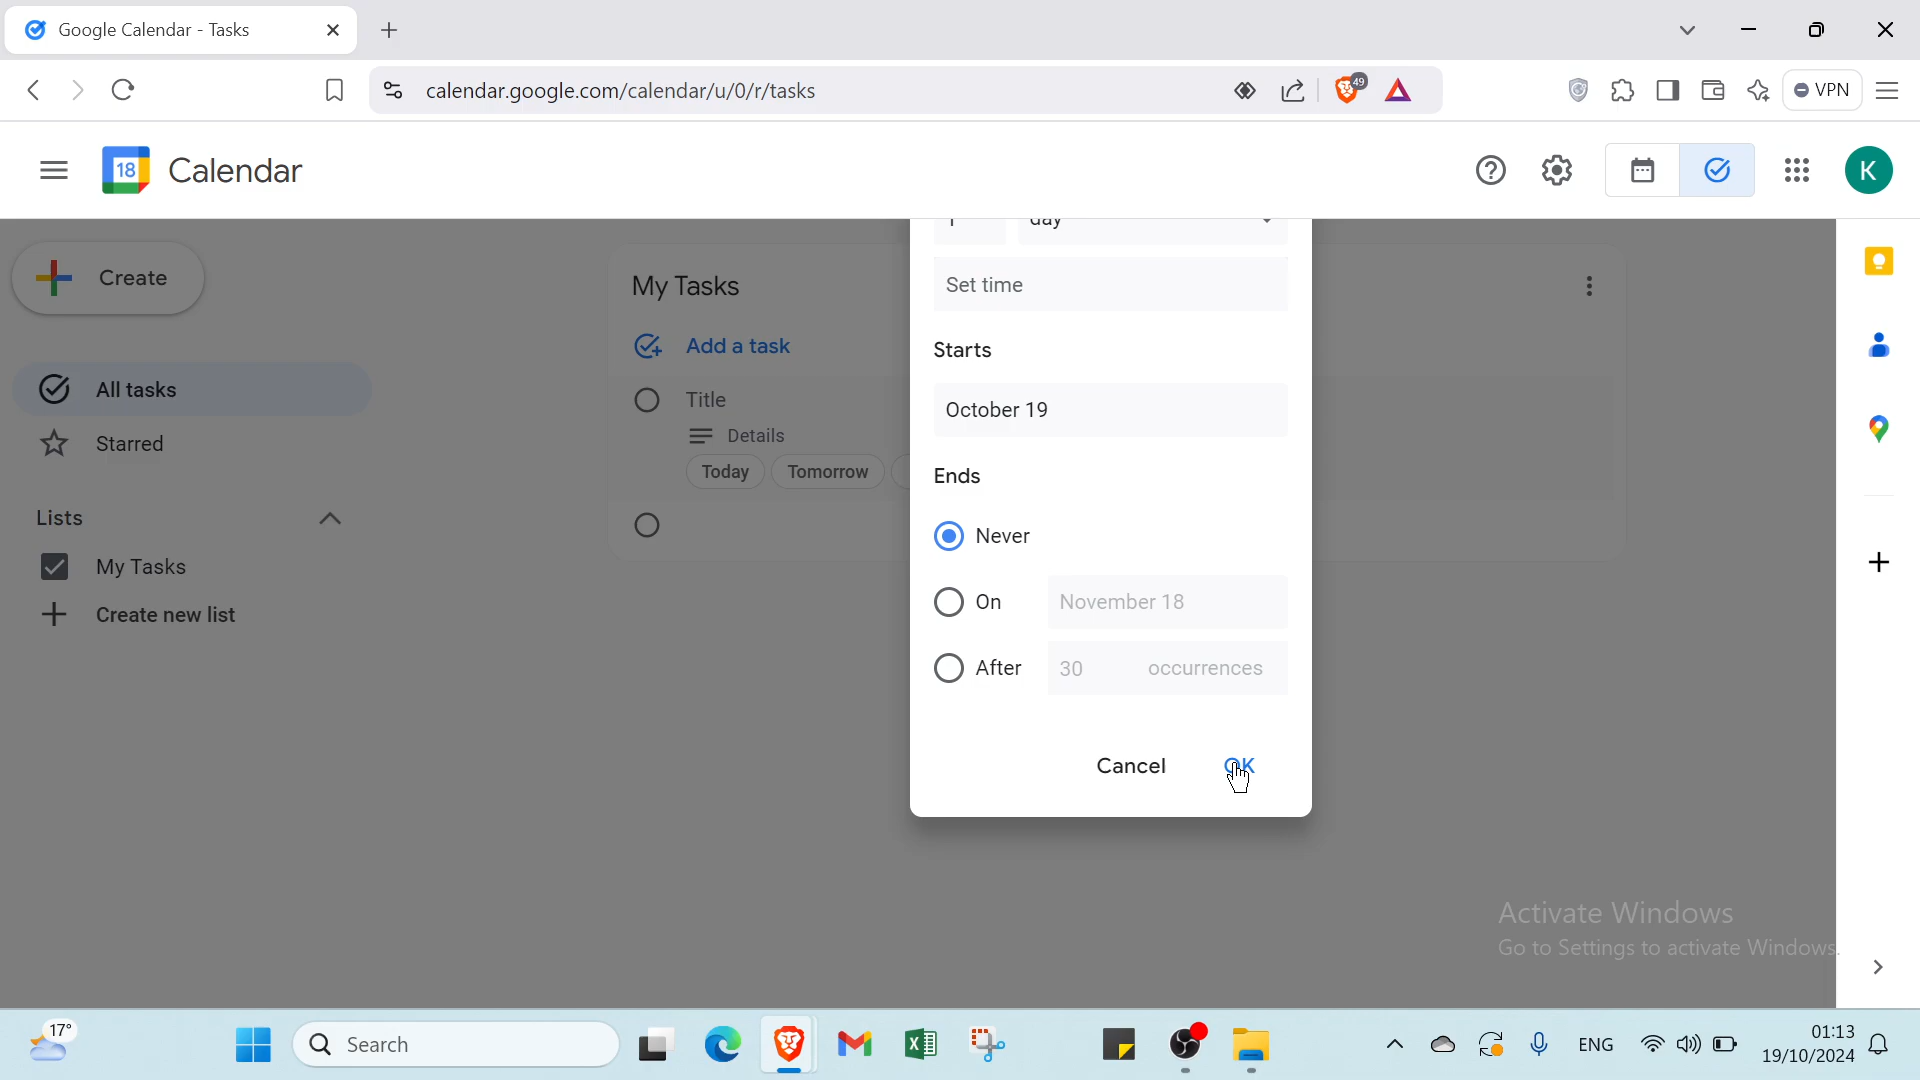 Google Calendar - Tasks
calendar.google.com/calendar/u/0/r/tasks
49
VPN
18
Calendar
K
Create
All tasks
Starred
Lists
My Tasks
Create new list
My Tasks
Add a task
Title
Details
Today
Tomorrow
1
day
Set time
Starts
October 19
Ends
Never
On
November 18
After
30
occurrences
Cancel
OK
Activate Windows
Go to Settings to activate Windows.
17°
Search
ENG
01:13
19/10/2024